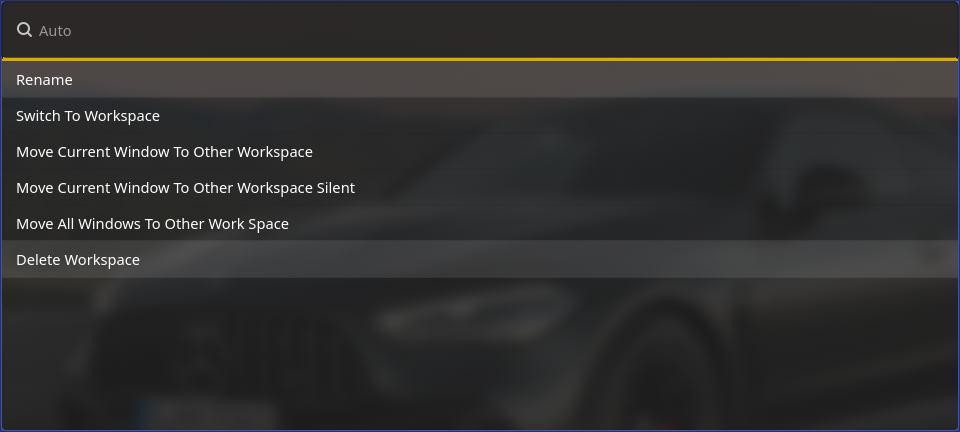 Auto
Rename
Switch To Workspace
Move Current Window To Other Workspace
Move Current Window To Other Workspace Silent
Move All Windows To Other Work Space
Delete Workspace